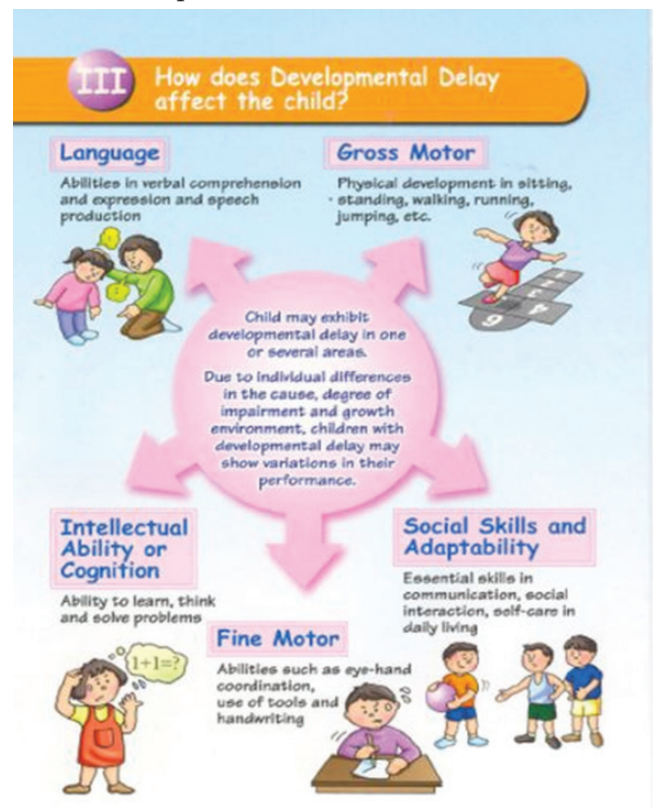 III
How does Developmental Delay
affect the child?
Language
Abilities in verbal comprehension
and expression and speech
production
Gross Motor
Physical development in sitting,
standing, walking, running,
jumping, etc.
Child may exhibit
developmental delay in one
or several areas.
Due to individual differences
in the cause, degree of
impairment and growth
environment, children with
developmental delay may
show variations in their
performance.
Intellectual
Ability or
Cognition
Ability to learn, think
and solve problems
1+1=?
Fine Motor
Abilities such as eye-hand
coordination,
use of tools and
handwriting
Social Skills and
Adaptability
Essential skills in
communication, social
interaction, self-care in
daily living